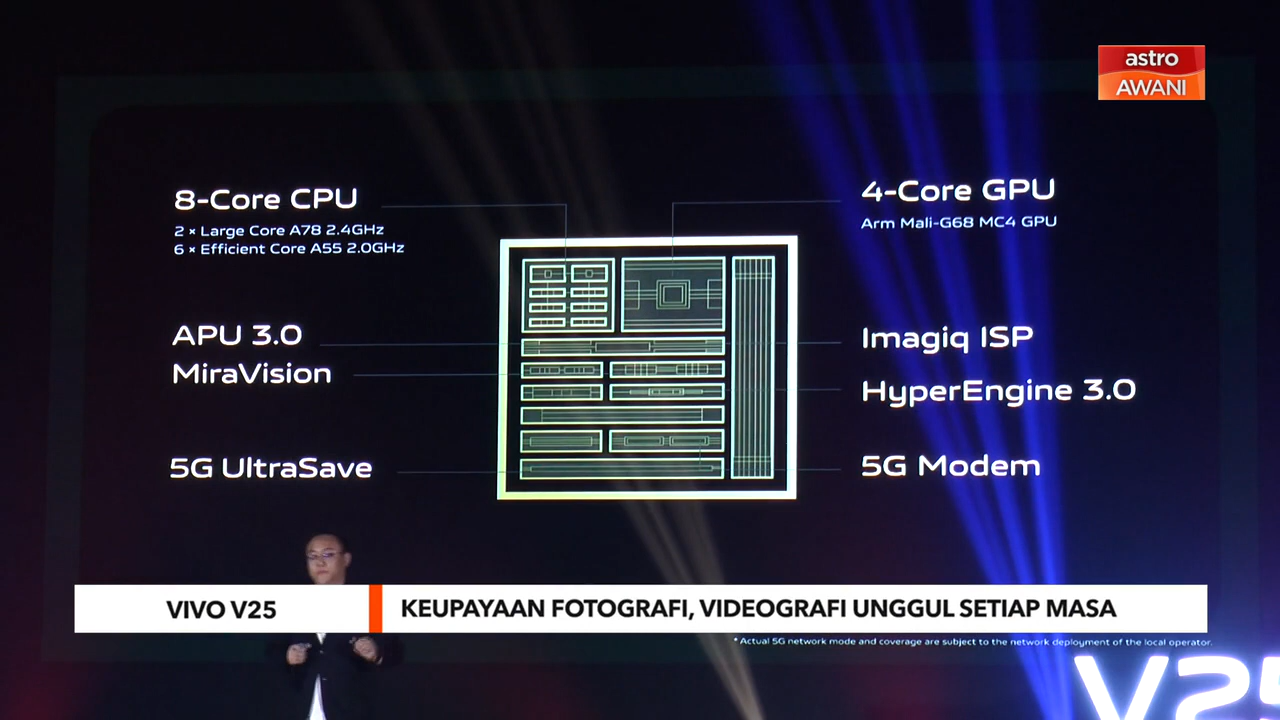 astro
AWANI
8-Core CPU
2 × Large Core A78 2.4GHz
6 × Efficient Core A55 2.0GHz
4-Core GPU
Arm Mali-G68 MC4 GPU
APU 3.0
MiraVision
Imagiq ISP
HyperEngine 3.0
5G UltraSave
5G Modem
VIVO V25
KEUPAYAAN FOTOGRAFI, VIDEOGRAFI UNGGUL SETIAP MASA
* Actual 5G network mode and coverage are subject to the network deployment of the local operator.
V25